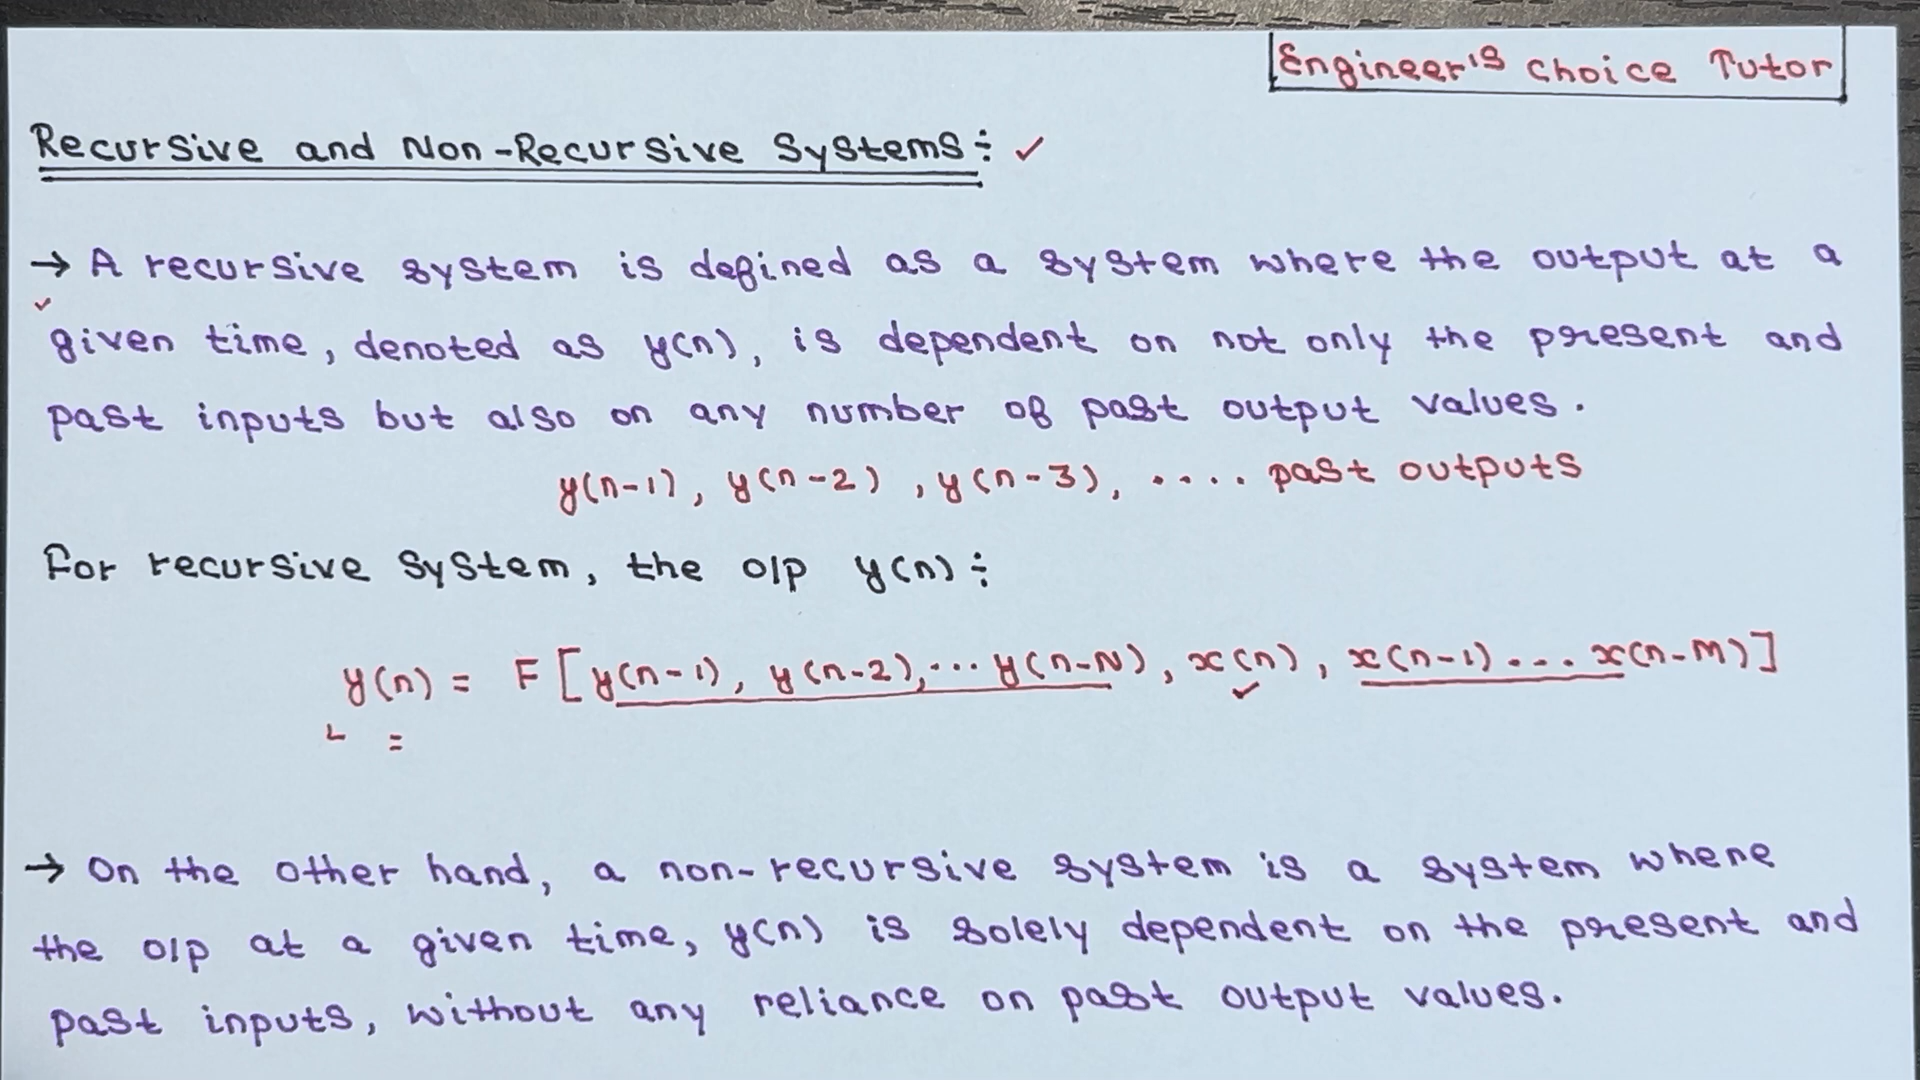 Engineer's choice Tutor
Recursive and Non-Recursive Systems ÷ ✓
→ A recursive system is defined as a system where the output at a
given time, denoted as y(n), is dependent on not only the present and
past inputs but also on any number of past output values.
y(n-1), y(n-2), y(n-3), .... past outputs
For recursive System, the o/p y(n) ÷
y(n) = F [y(n-1), y(n-2),... y(n-N), x(n), x(n-1)... x(n-M)]
=
→ On the other hand, a non-recursive system is a system where
the o/p at a given time, y(n) is solely dependent on the present and
past inputs, without any reliance on past output values.